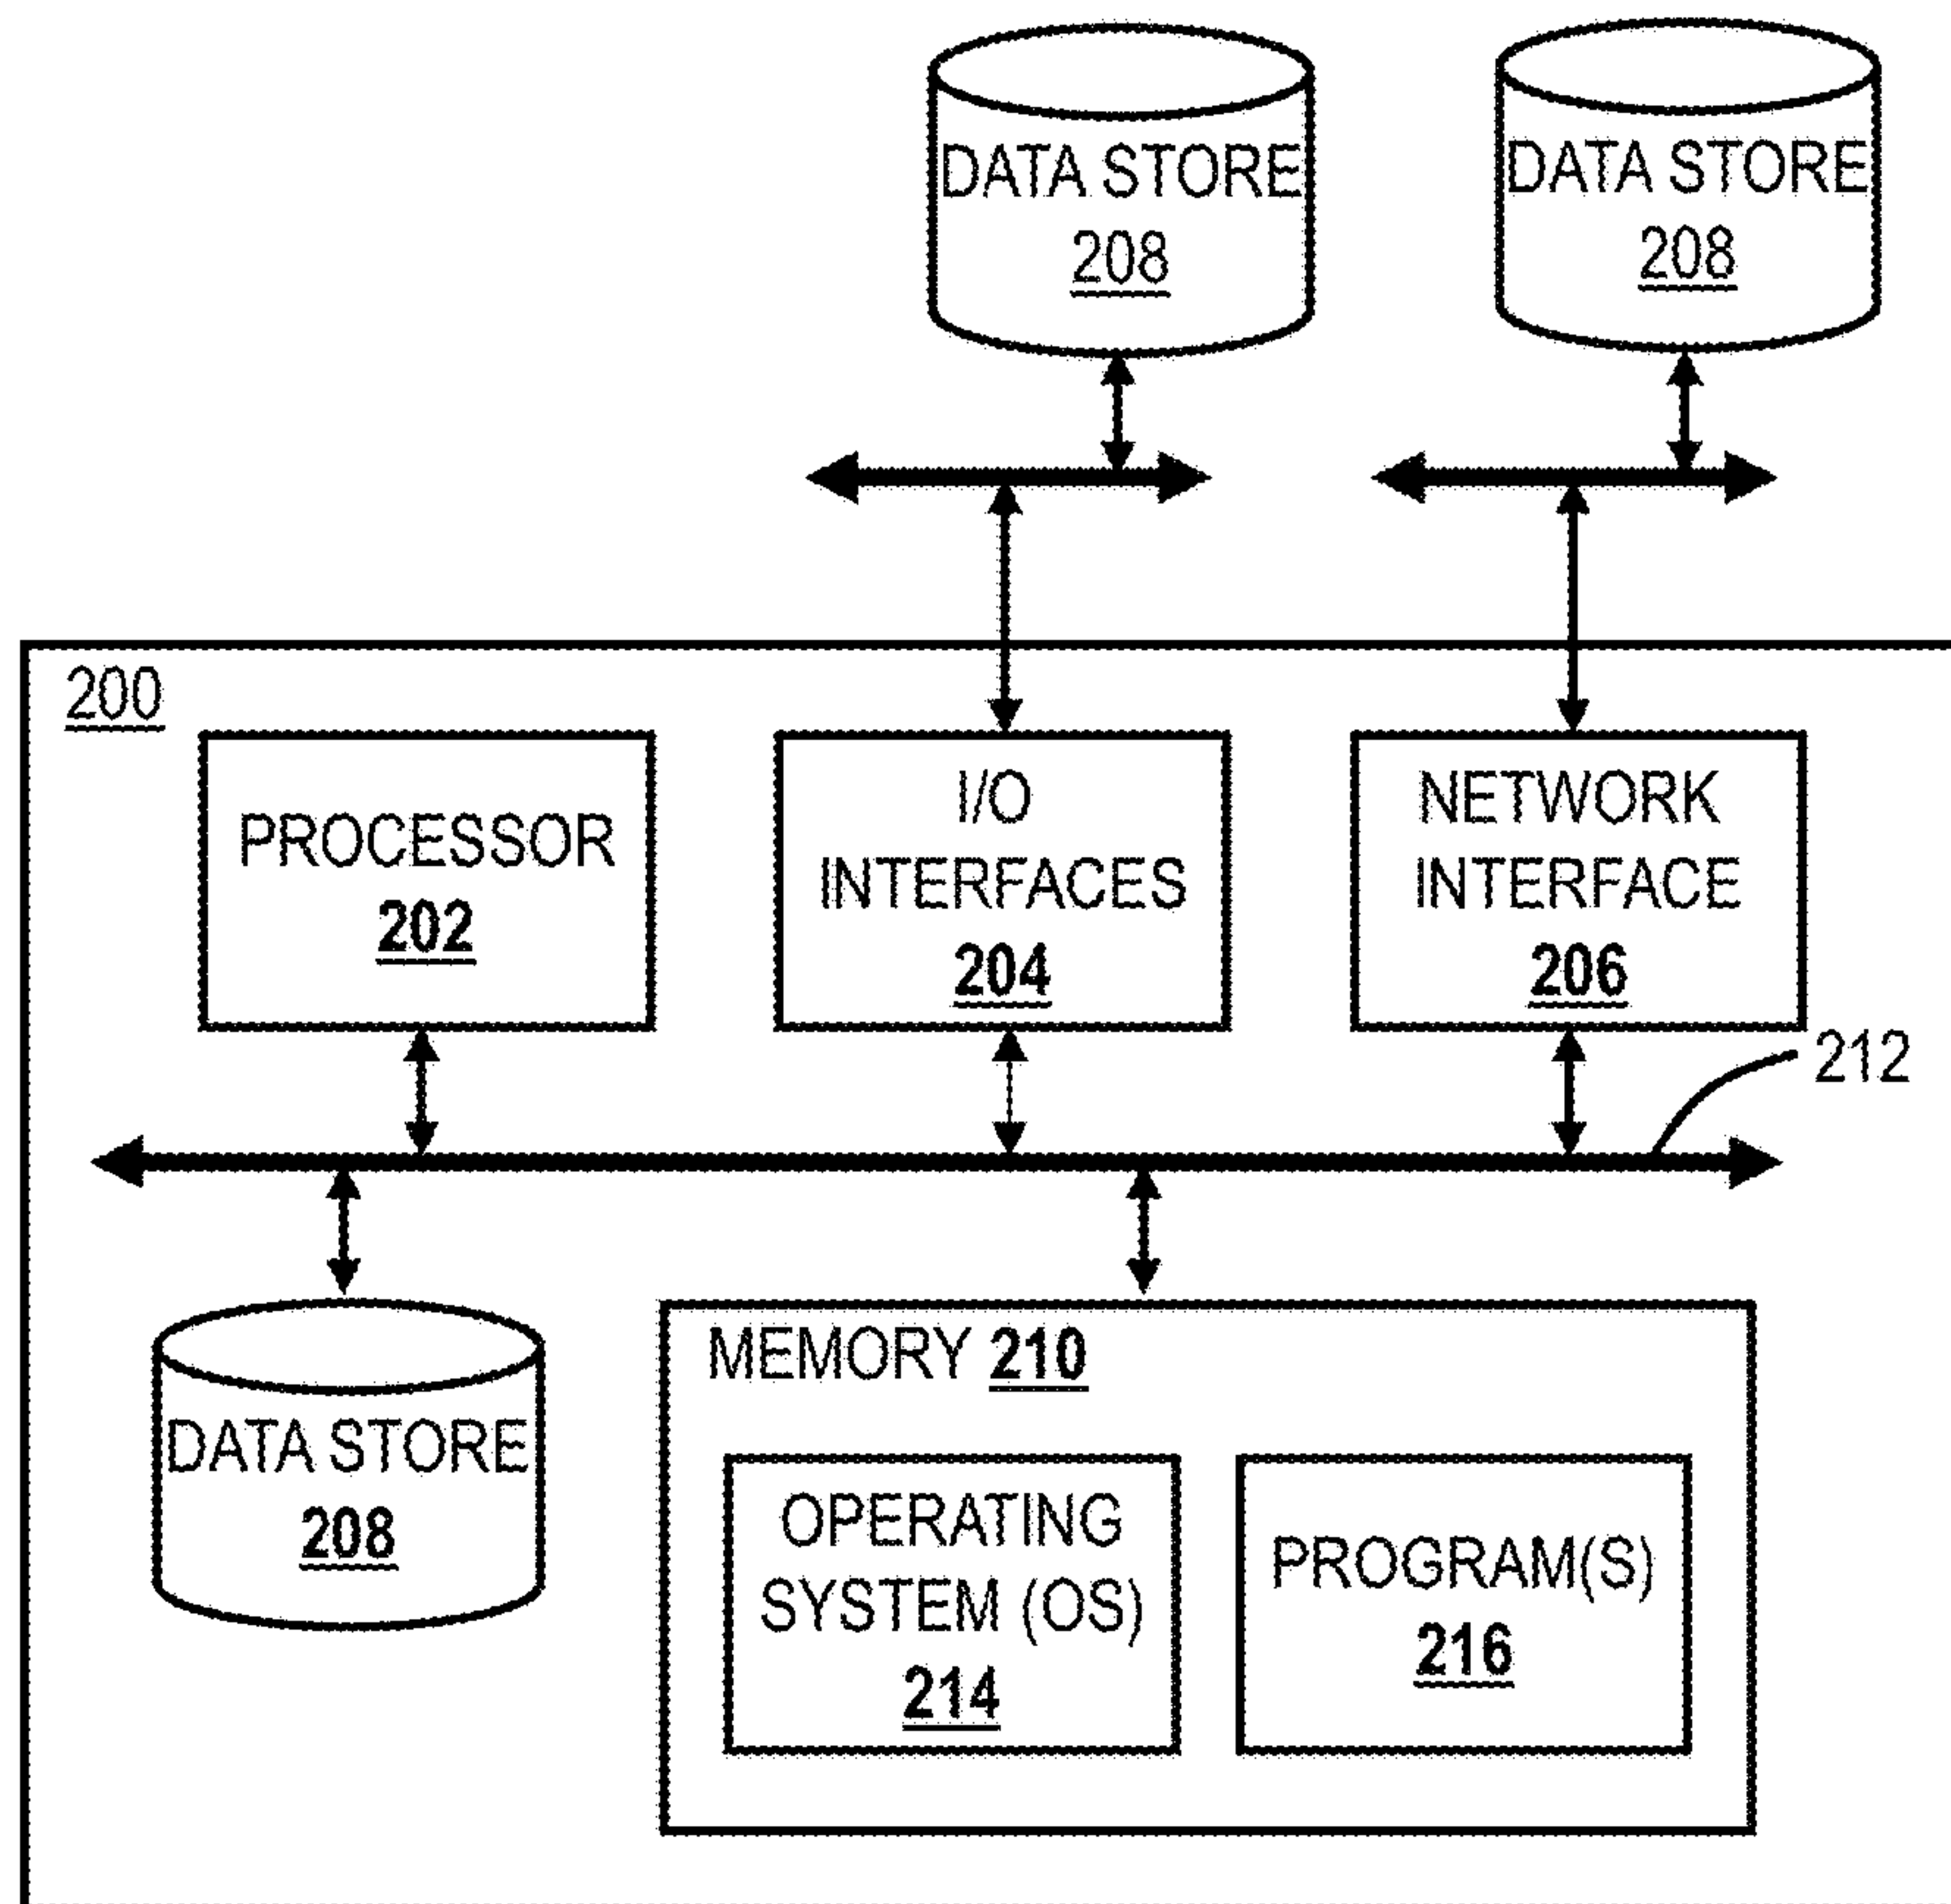 DATA STORE
208
DATA STORE
208
200
PROCESSOR
202
I/O
INTERFACES
204
NETWORK
INTERFACE
206
212
DATA STORE
208
MEMORY 210
OPERATING
SYSTEM (OS)
214
PROGRAM(S)
216